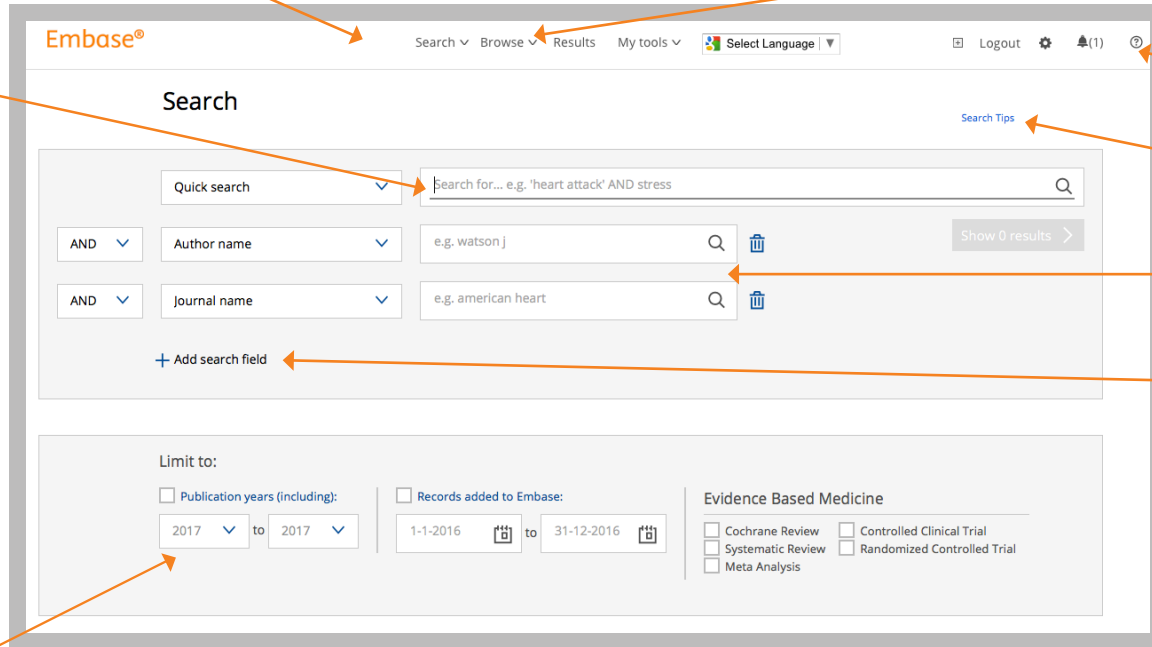 Embase®
Search Browse Results My tools Select Language ▼ Logout (1)
Search
Search Tips
Quick search Search for... e.g. 'heart attack' AND stress
AND Author name e.g. watson j Show 0 results
AND Journal name e.g. american heart
+ Add search field
Limit to:
Publication years (including): Records added to Embase: Evidence Based Medicine
2017 to 2017 1-1-2016 to 31-12-2016
Cochrane Review Controlled Clinical Trial
Systematic Review Randomized Controlled Trial
Meta Analysis